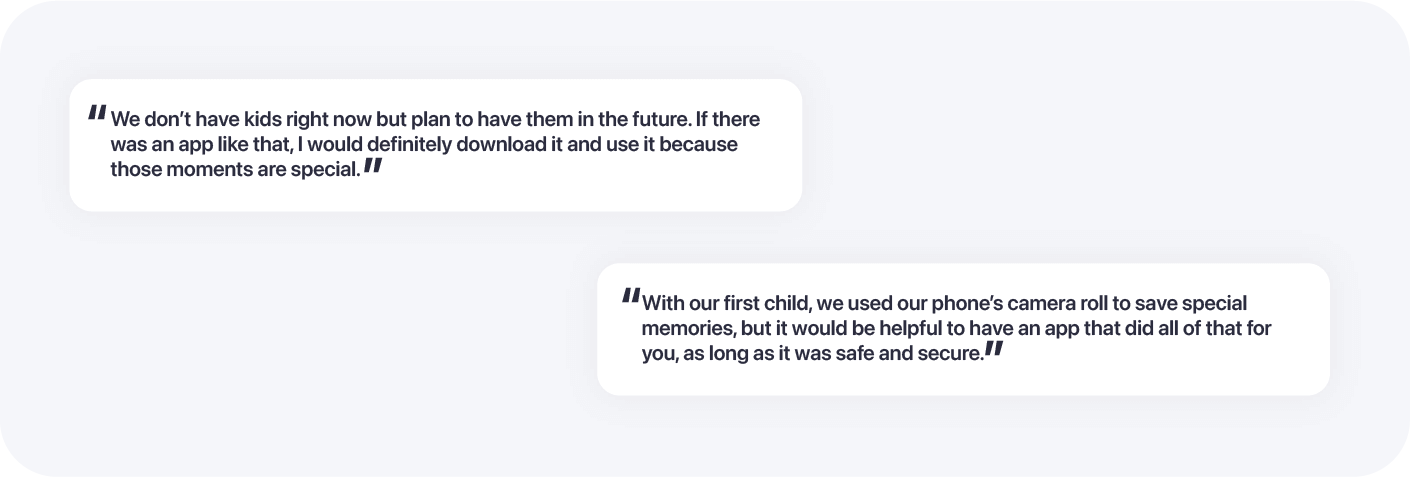 "We don’t have kids right now but plan to have them in the future. If there
was an app like that, I would definitely download it and use it because
those moments are special."
"With our first child, we used our phone’s camera roll to save special
memories, but it would be helpful to have an app that did all of that for
you, as long as it was safe and secure."